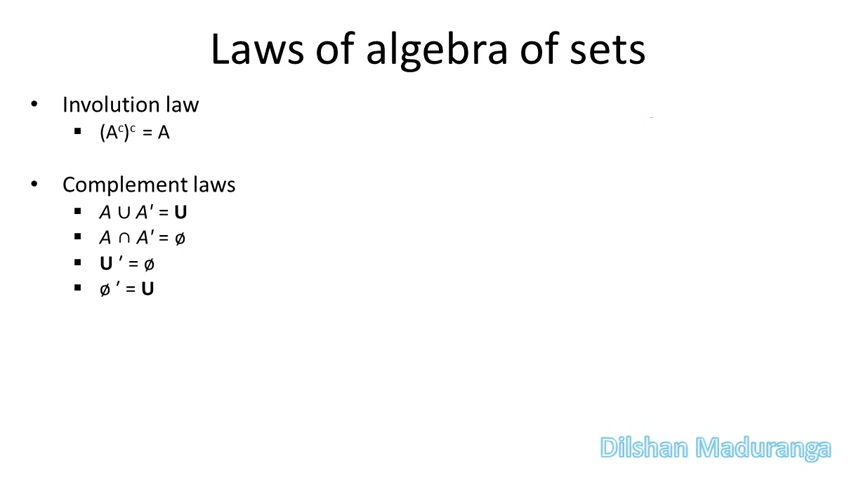 Laws of algebra of sets
• Involution law
▪ (Aᶜ)ᶜ = A
• Complement laws
▪ A ∪ A′ = U
▪ A ∩ A′ = ø
▪ U ′ = ø
▪ ø ′ = U
Dilshan Maduranga